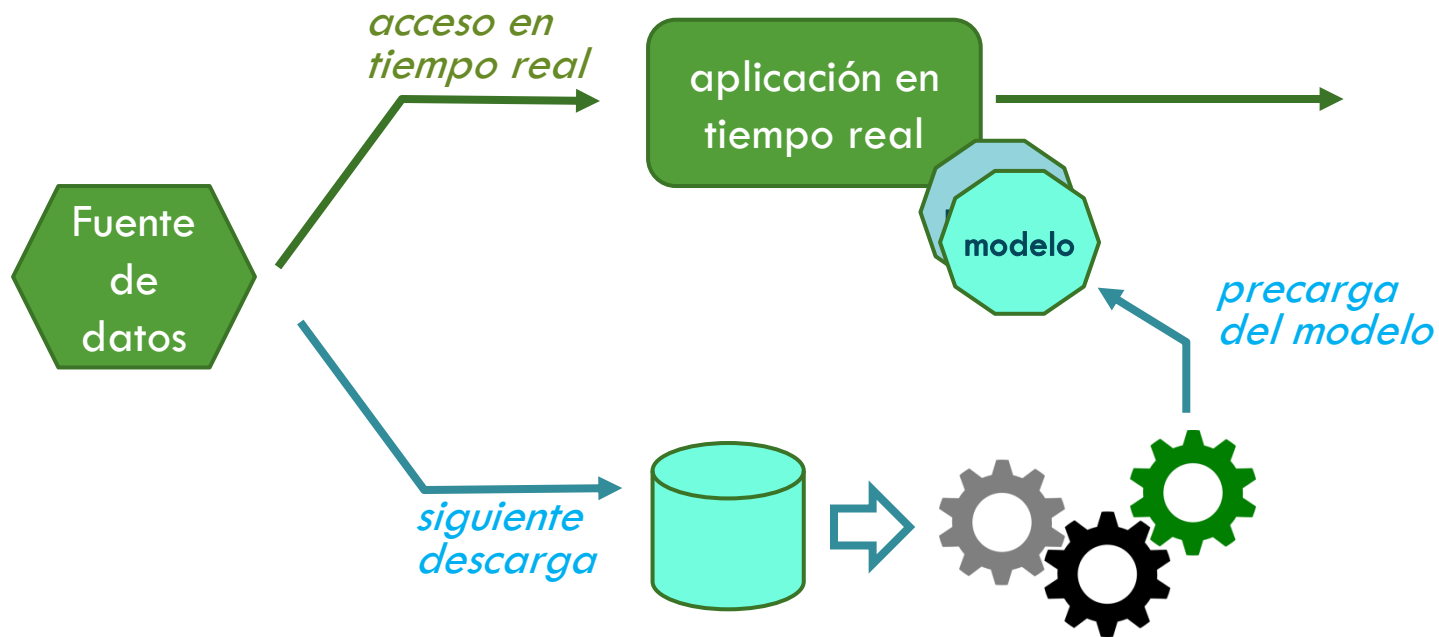 acceso en
tiempo real
aplicación en
tiempo real
Fuente
de
datos
modelo
precarga
del modelo
siguiente
descarga